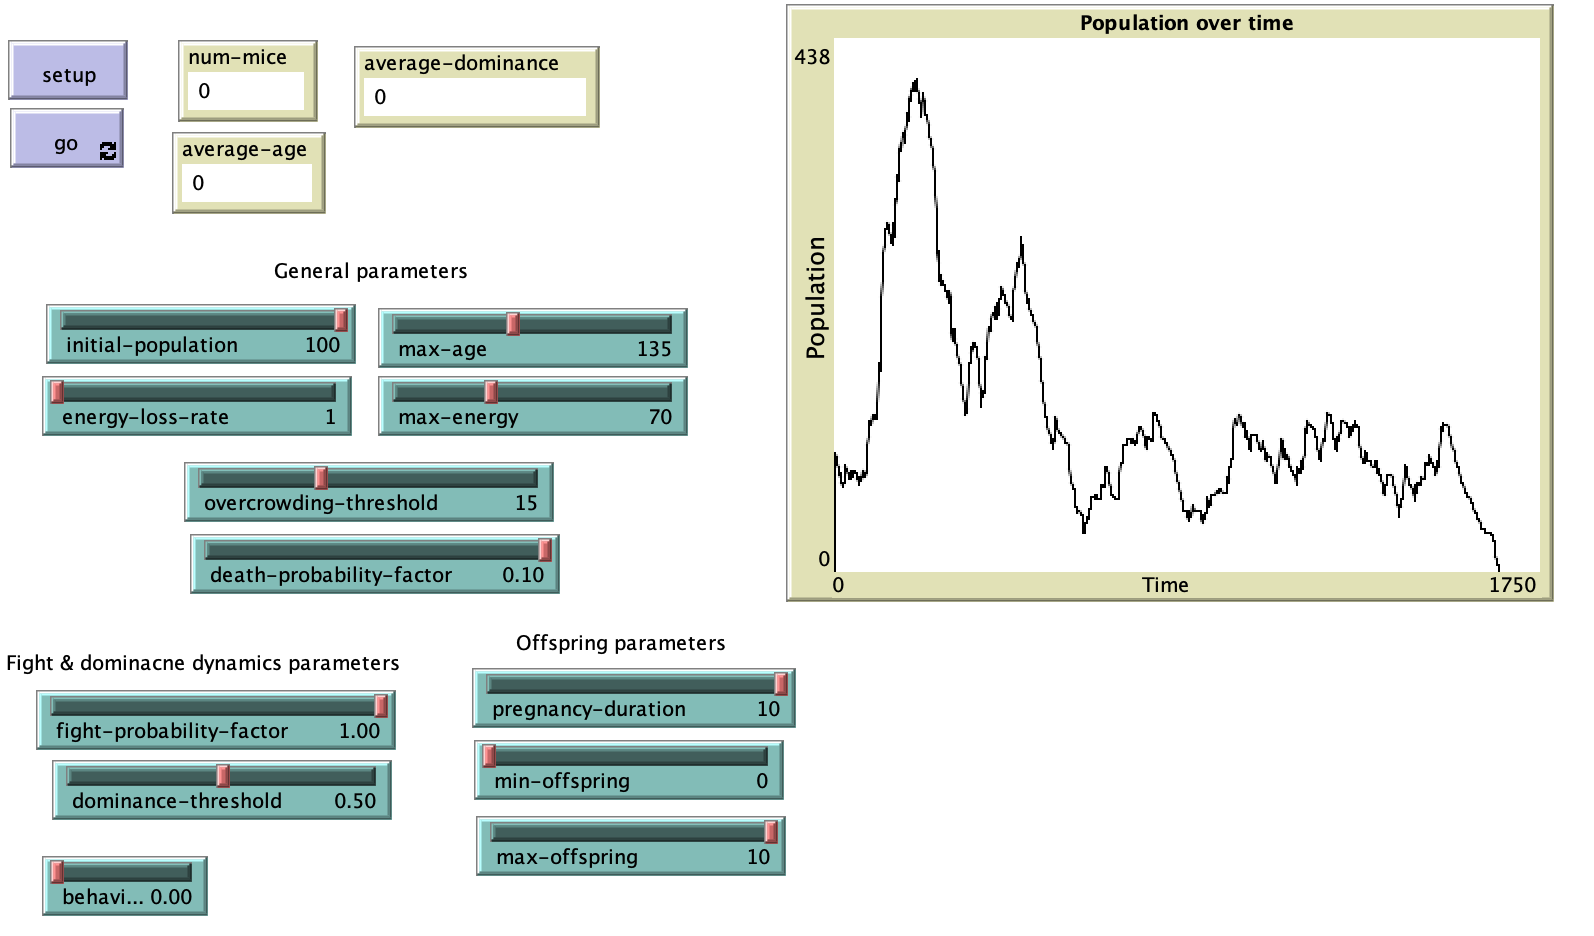 setup
go
num-mice
0
average-dominance
0
average-age
0
General parameters
initial-population 100
max-age 135
energy-loss-rate 1
max-energy 70
overcrowding-threshold 15
death-probability-factor 0.10
Fight & dominacne dynamics parameters
fight-probability-factor 1.00
dominance-threshold 0.50
behavi... 0.00
Offspring parameters
pregnancy-duration 10
min-offspring 0
max-offspring 10
Population over time
438
Population
0
0 Time 1750